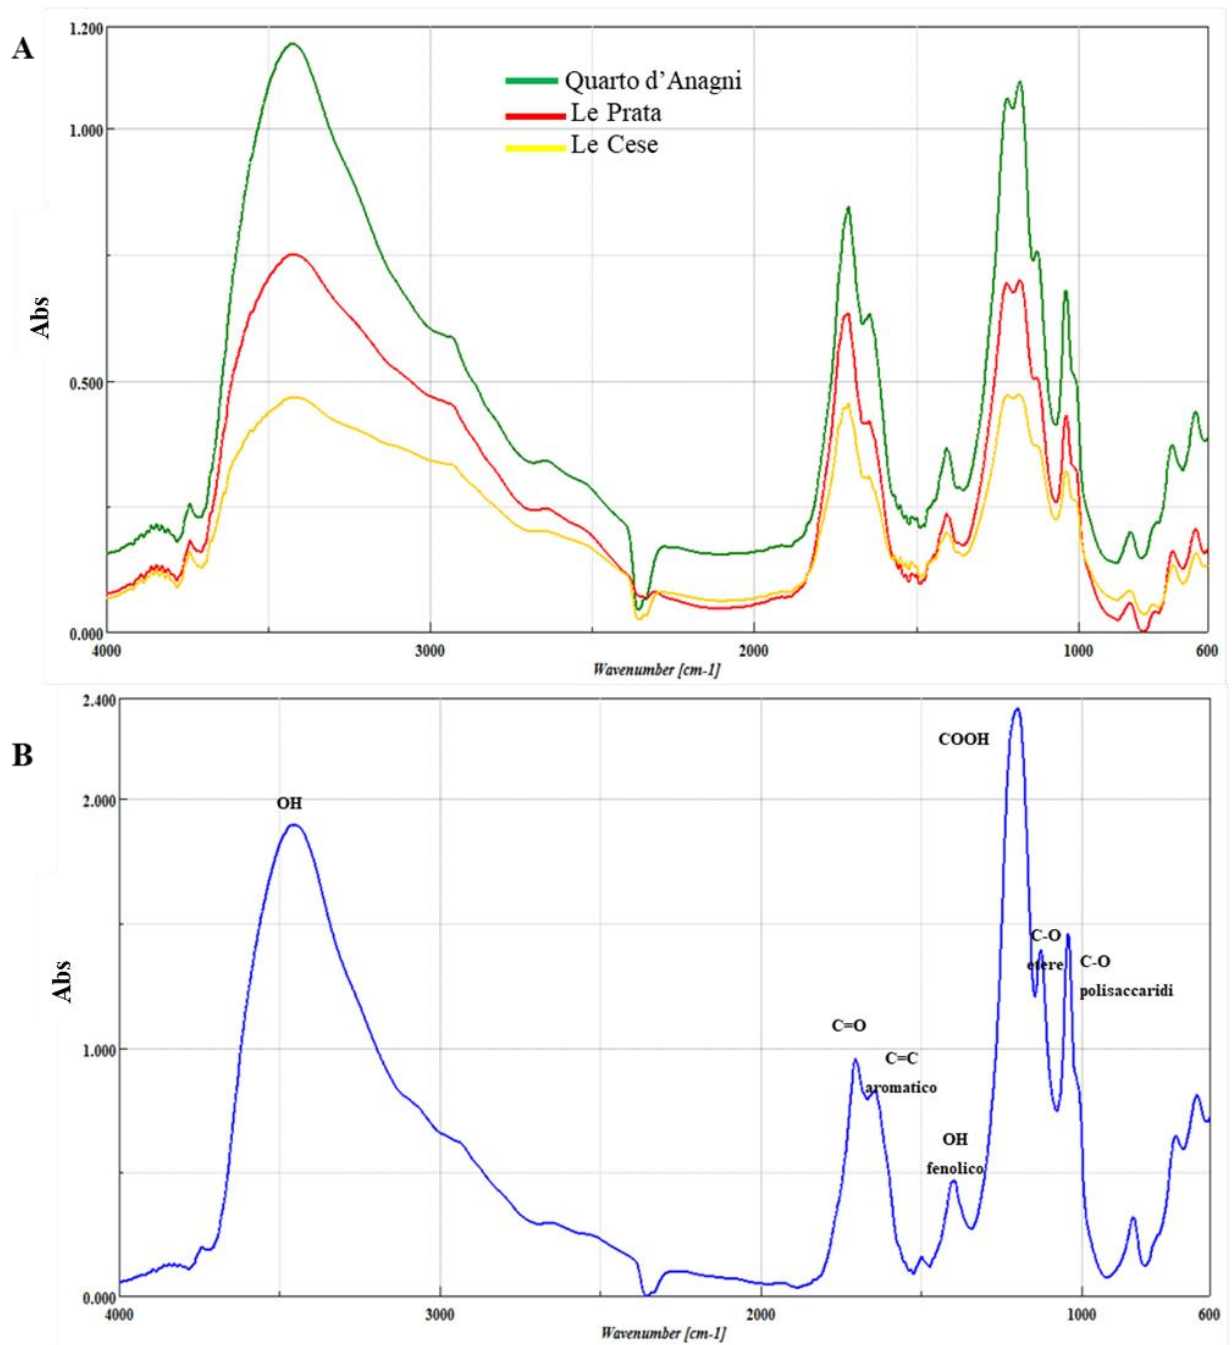 A
1.200
1.000
0.500
0.000
Abs
Quarto d’Anagni
Le Prata
Le Cese
4000
3000
2000
1000
600
Wavenumber [cm-1]
B
2.400
2.000
1.000
0.000
Abs
OH
COOH
C-O
etere
C-O
polisaccaridi
C=O
C=C
aromatico
OH
fenolico
4000
3000
2000
1000
600
Wavenumber [cm-1]